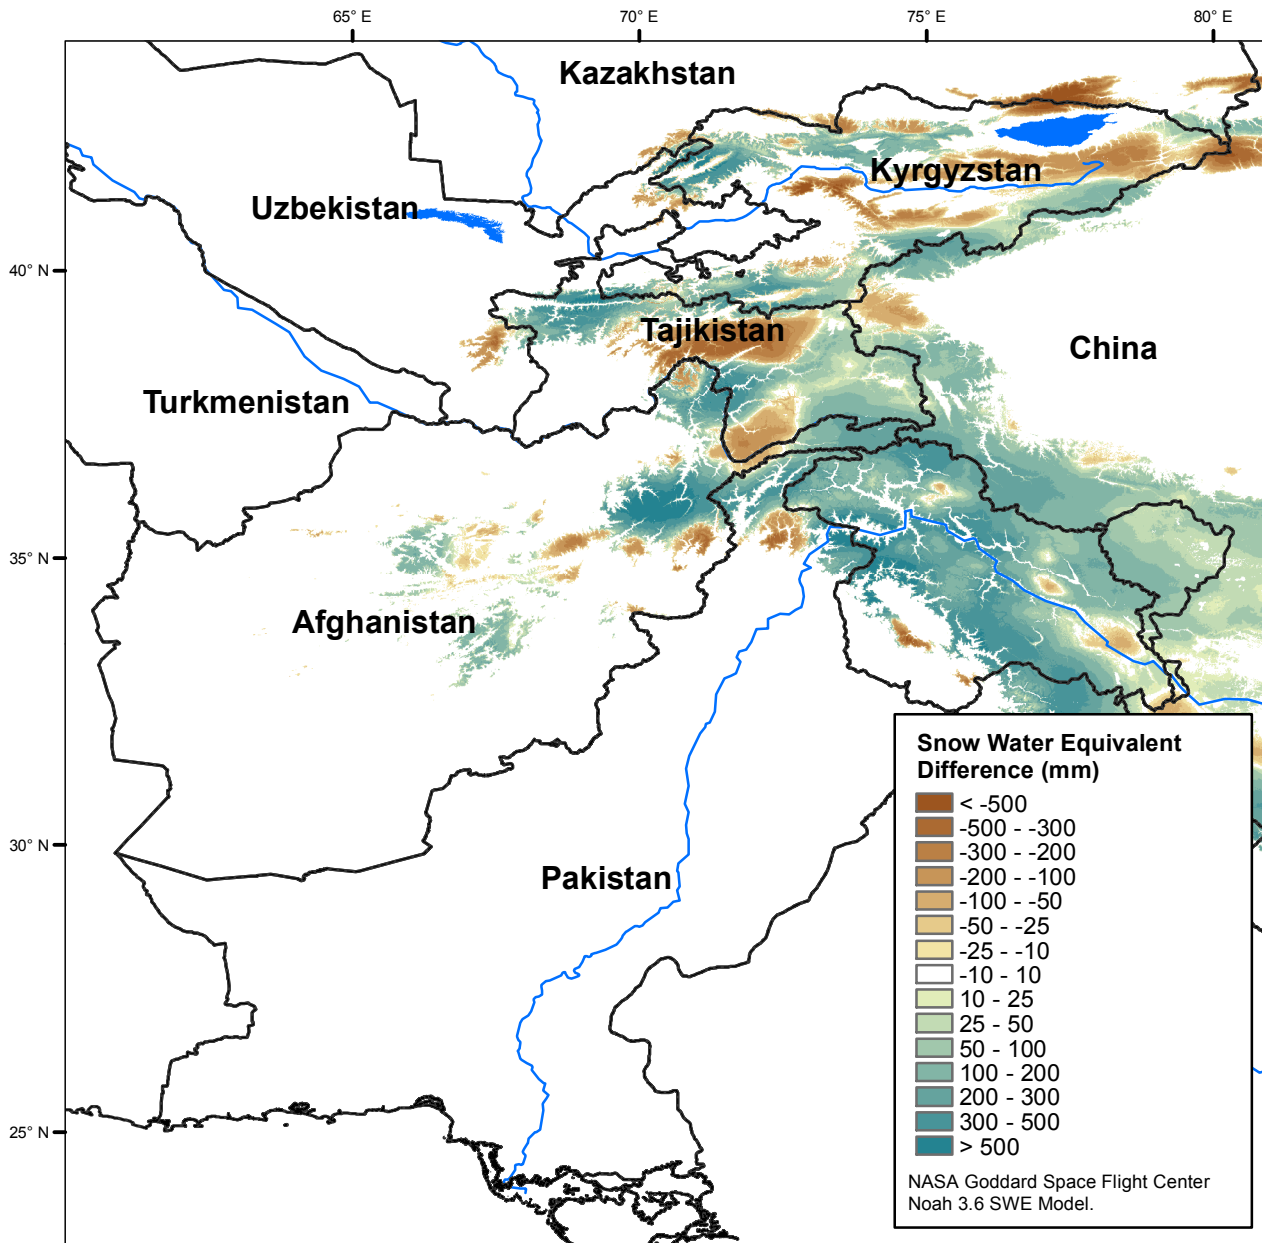 65° E
70° E
75° E
80° E
Kazakhstan
Kyrgyzstan
Uzbekistan
40° N
Tajikistan
China
Turkmenistan
35° N
Afghanistan
Snow Water Equivalent
Difference (mm)
< -500
-500 - -300
-300 - -200
-200 - -100
-100 - -50
-50 - -25
-25 - -10
-10 - 10
10 - 25
25 - 50
50 - 100
100 - 200
200 - 300
300 - 500
> 500
30° N
Pakistan
25° N
NASA Goddard Space Flight Center
Noah 3.6 SWE Model.